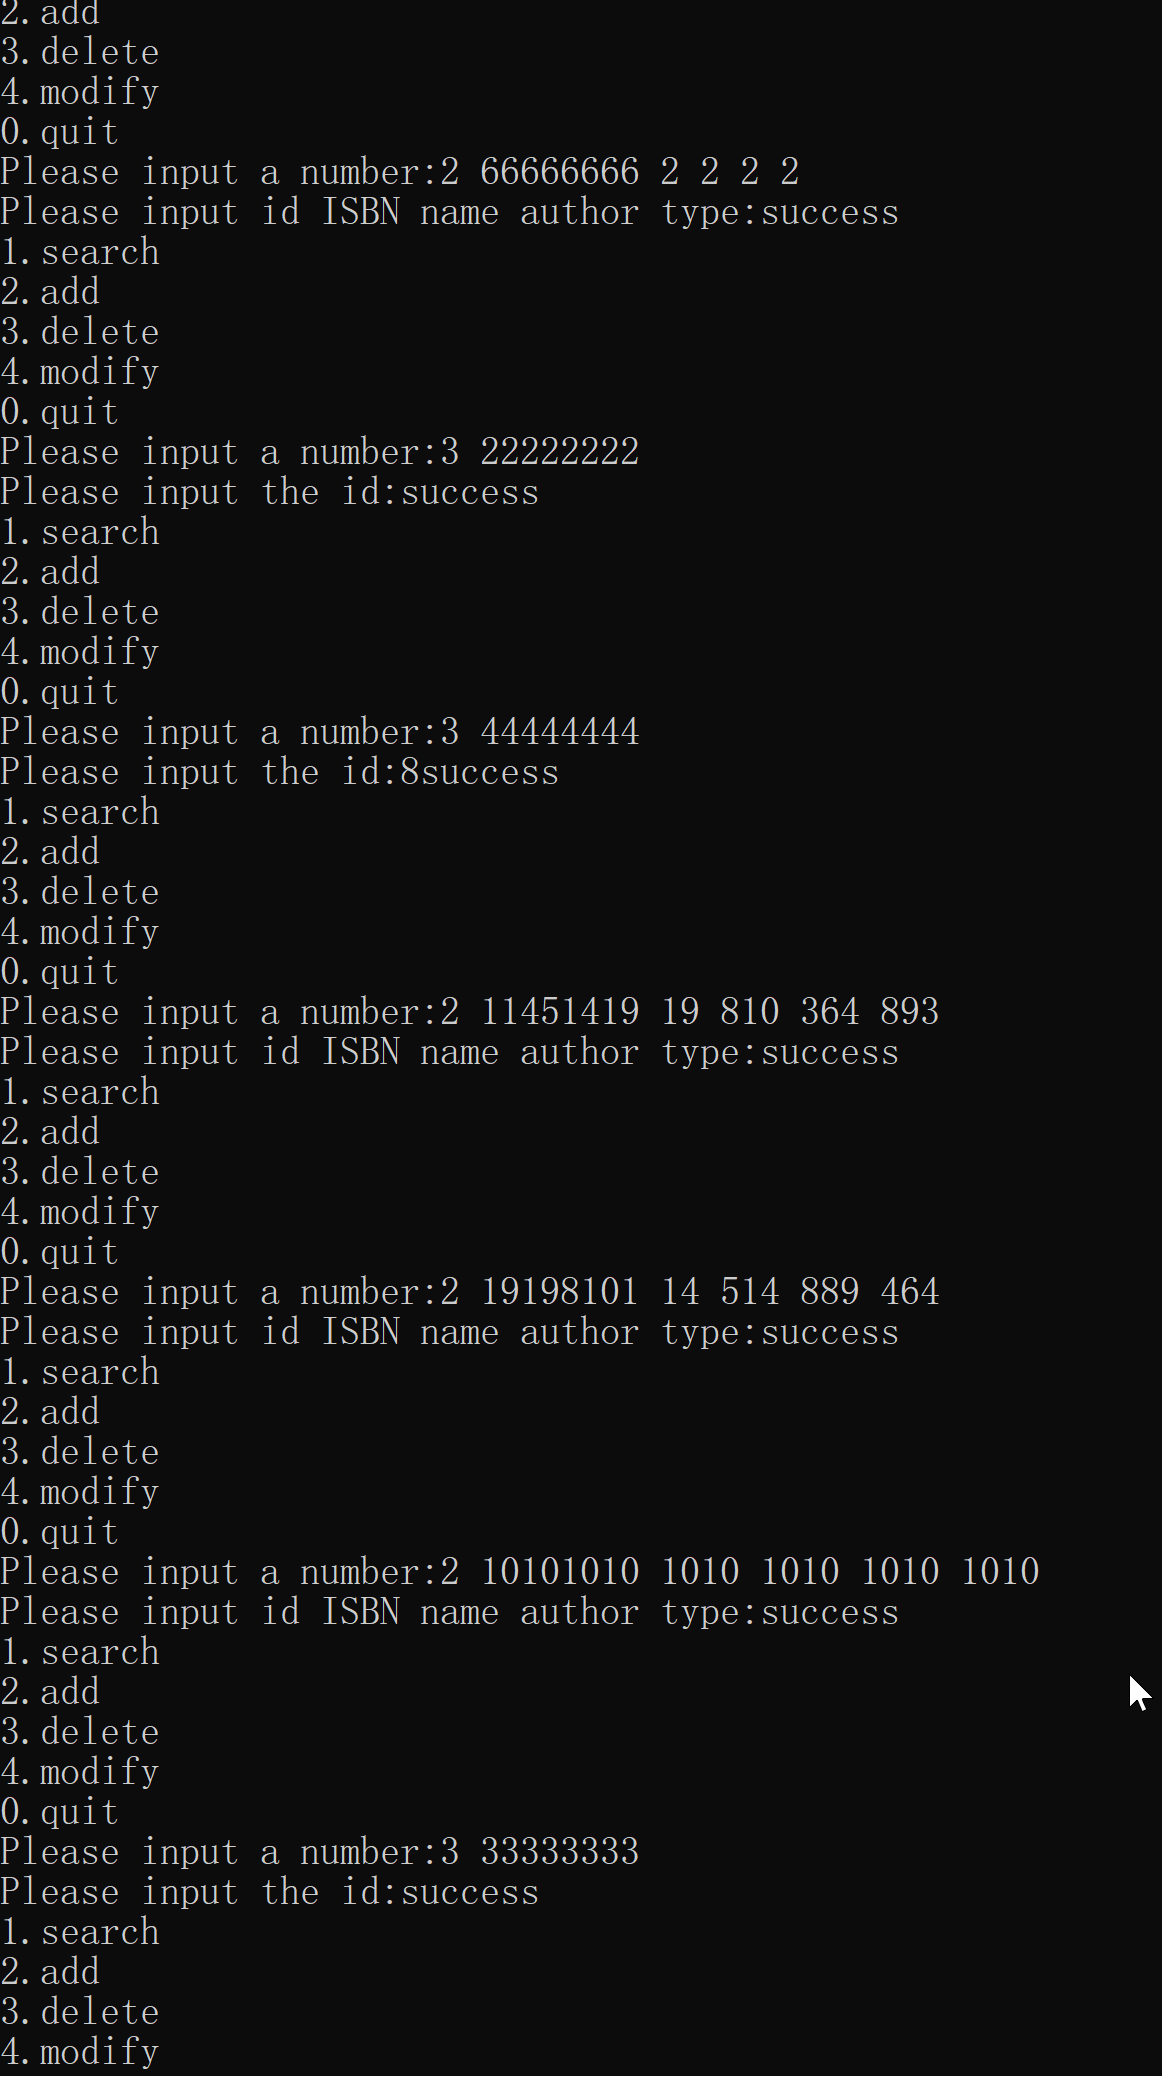 2.add
3.delete
4.modify
0.quit
Please input a number:2 66666666 2 2 2 2
Please input id ISBN name author type:success
1.search
2.add
3.delete
4.modify
0.quit
Please input a number:3 22222222
Please input the id:success
1.search
2.add
3.delete
4.modify
0.quit
Please input a number:3 44444444
Please input the id:8success
1.search
2.add
3.delete
4.modify
0.quit
Please input a number:2 11451419 19 810 364 893
Please input id ISBN name author type:success
1.search
2.add
3.delete
4.modify
0.quit
Please input a number:2 19198101 14 514 889 464
Please input id ISBN name author type:success
1.search
2.add
3.delete
4.modify
0.quit
Please input a number:2 10101010 1010 1010 1010 1010
Please input id ISBN name author type:success
1.search
2.add
3.delete
4.modify
0.quit
Please input a number:3 33333333
Please input the id:success
1.search
2.add
3.delete
4.modify